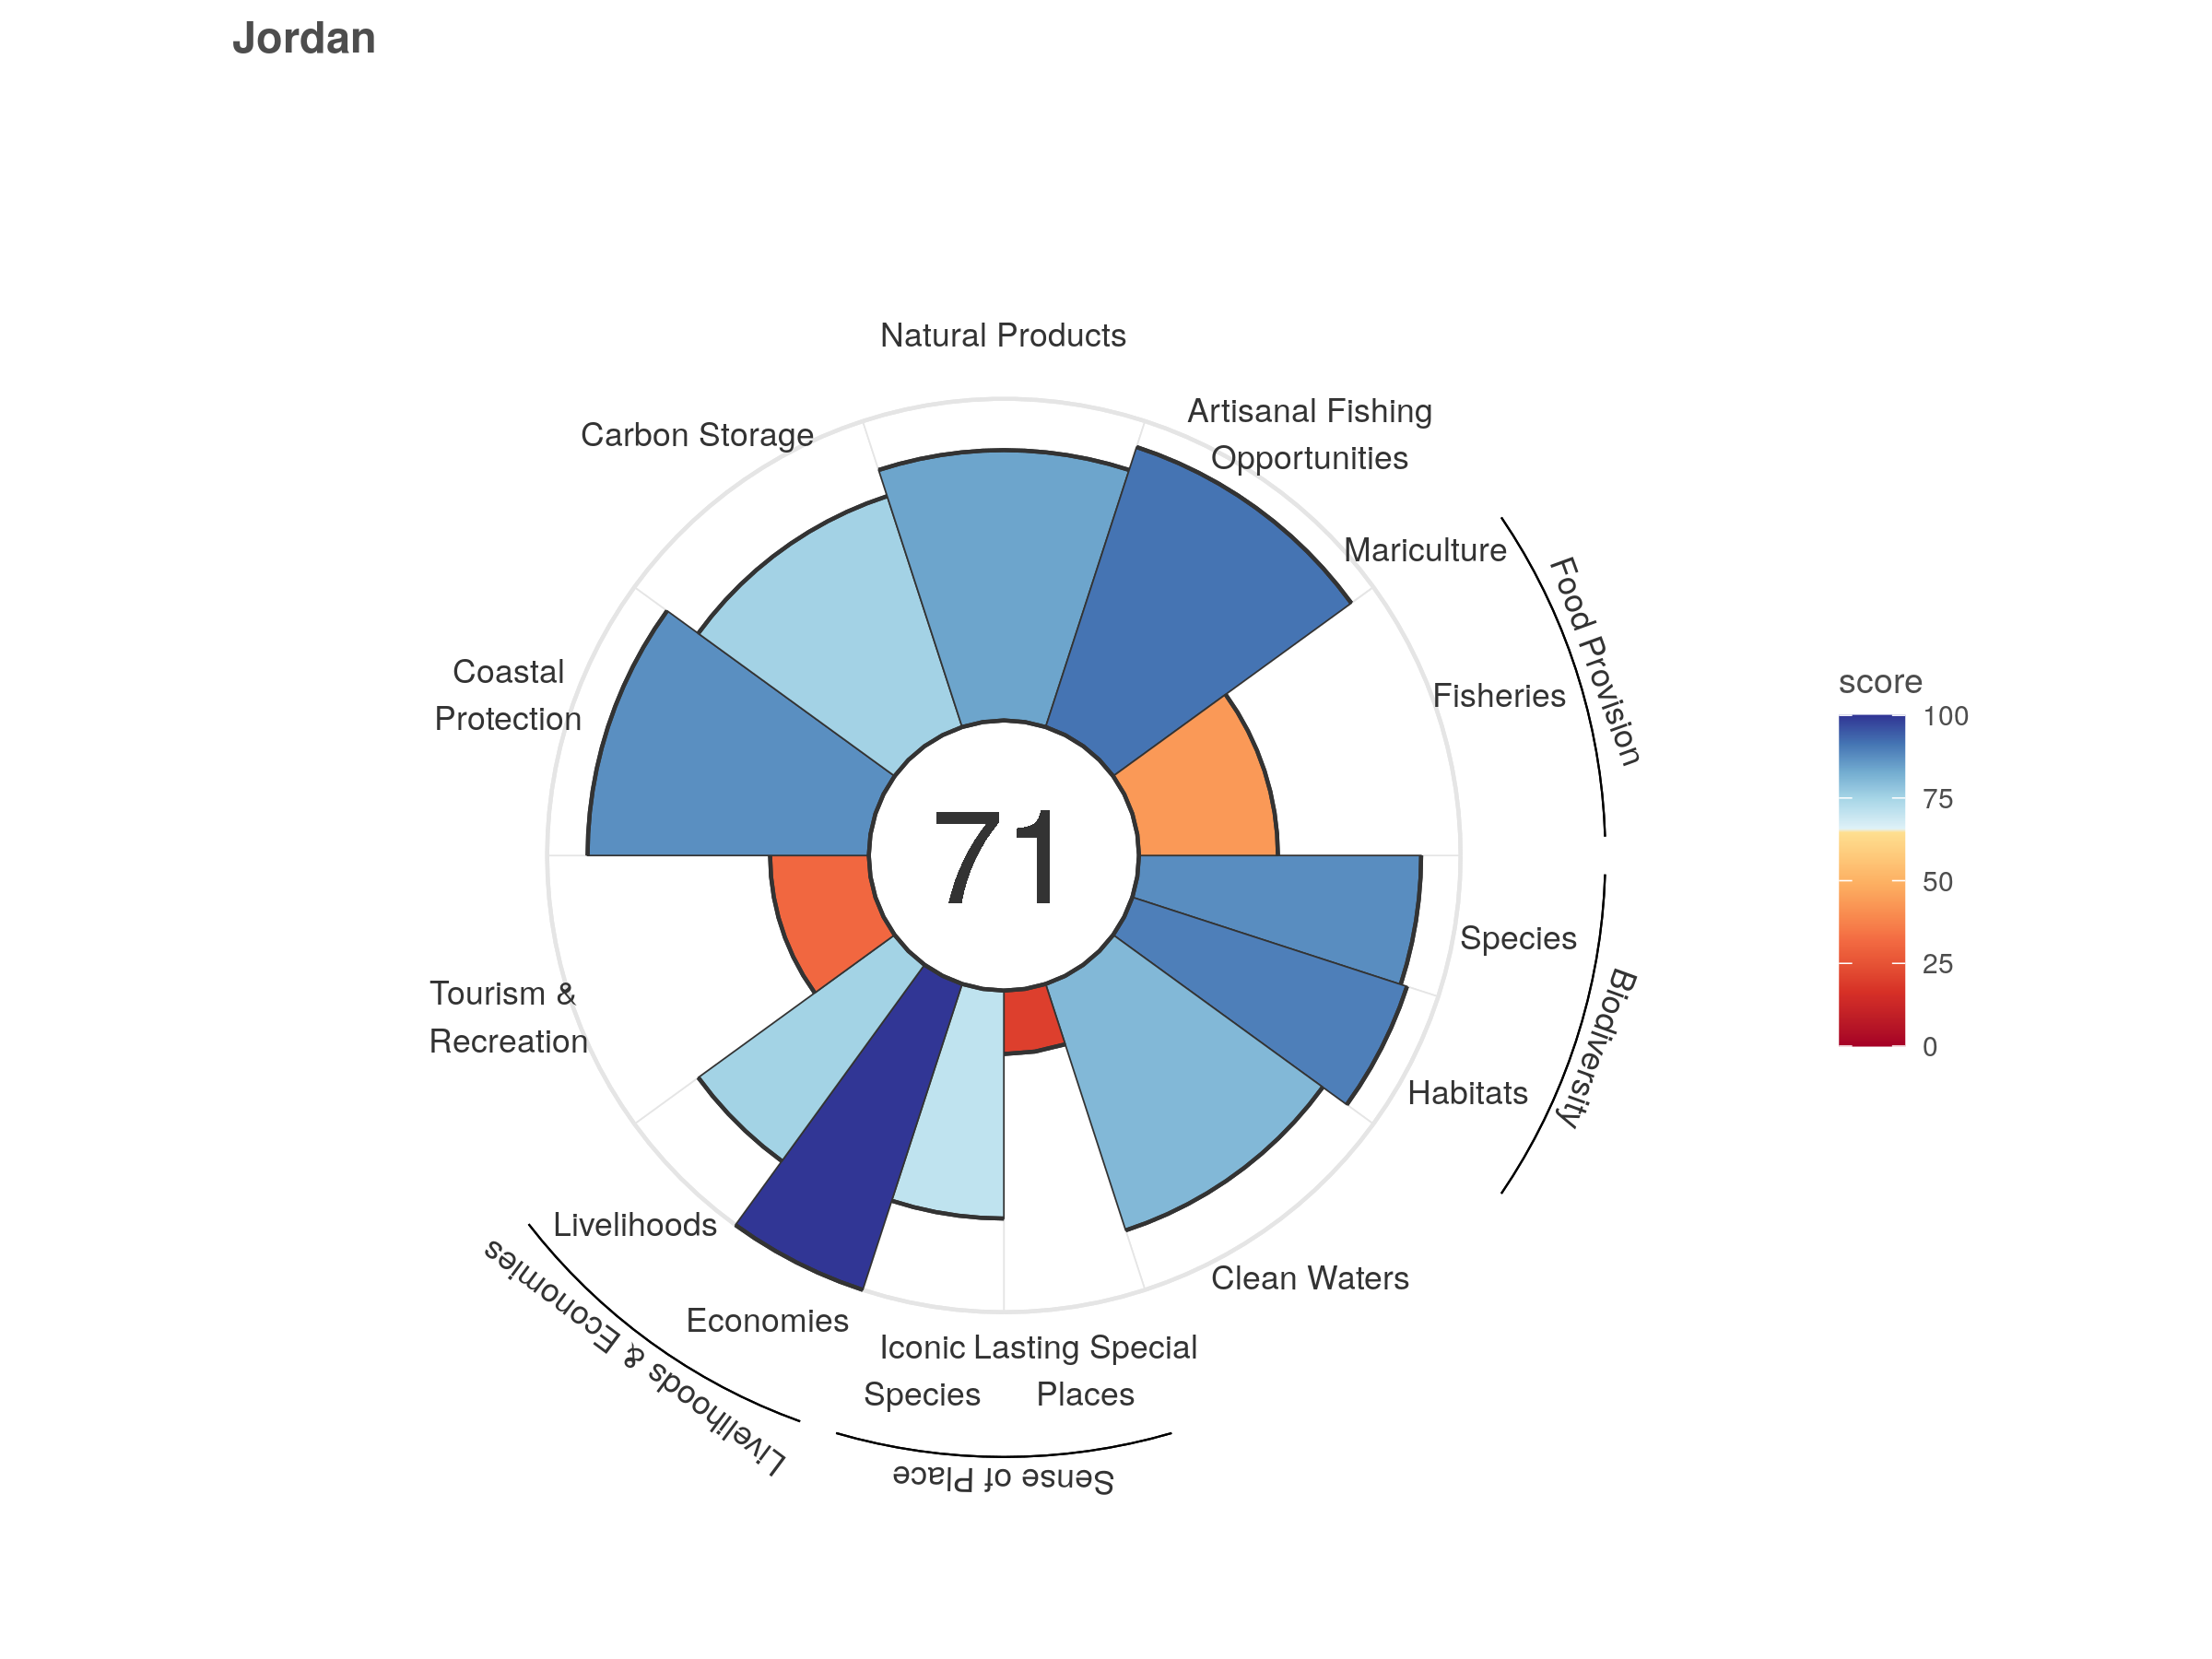 Jordan
Natural Products
Artisanal Fishing
Opportunities
Carbon Storage
Mariculture
Food Provision
Fisheries
Coastal
Protection
score
100
75
50
25
0
71
Species
Biodiversity
Habitats
Tourism &
Recreation
Livelihoods
Livelihoods & Economies
Economies
Clean Waters
Iconic
Species
Lasting Special
Places
Sense of Place